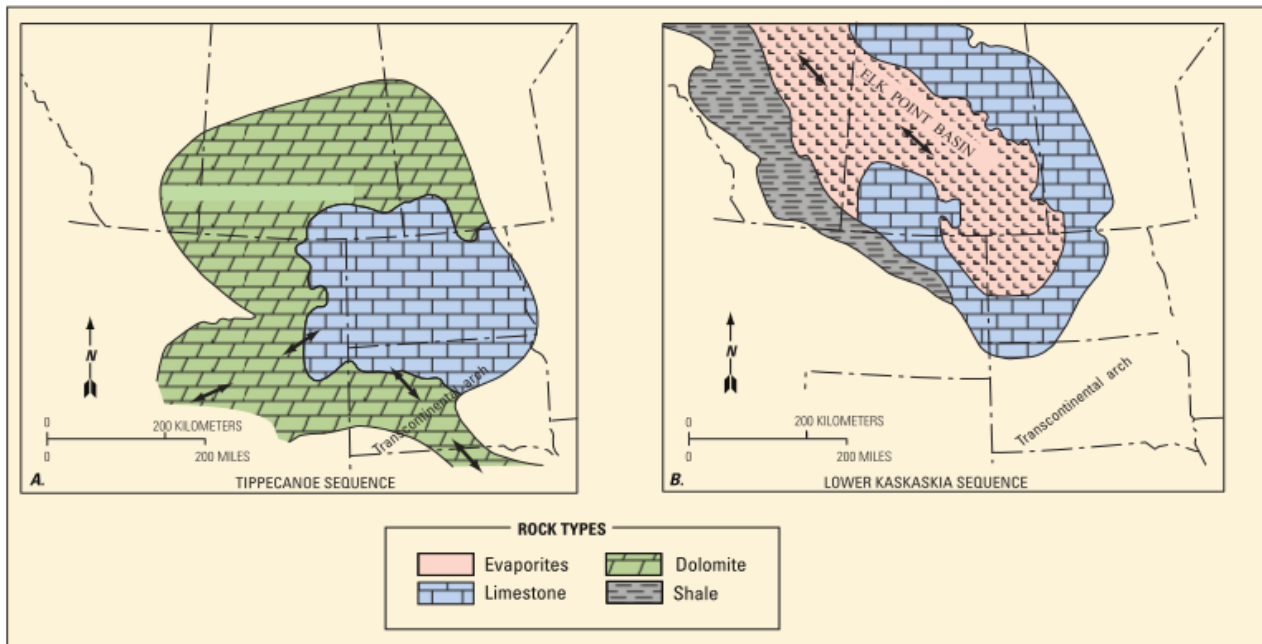 N
0
200 KILOMETERS
0
200 MILES
Transcontinental arch
A.
TIPPECANOE SEQUENCE
ELK POINT BASIN
N
0
200 KILOMETERS
0
200 MILES
Transcontinental arch
B.
LOWER KASKASKIA SEQUENCE
ROCK TYPES
Evaporites
Dolomite
Limestone
Shale